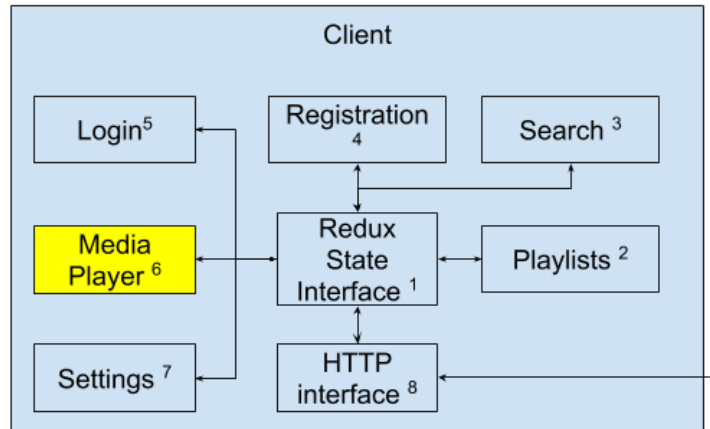 Client
Login⁵
Registration
4
Search ³
Media
Player ⁶
Redux
State
Interface ¹
Playlists ²
Settings ⁷
HTTP
interface ⁸